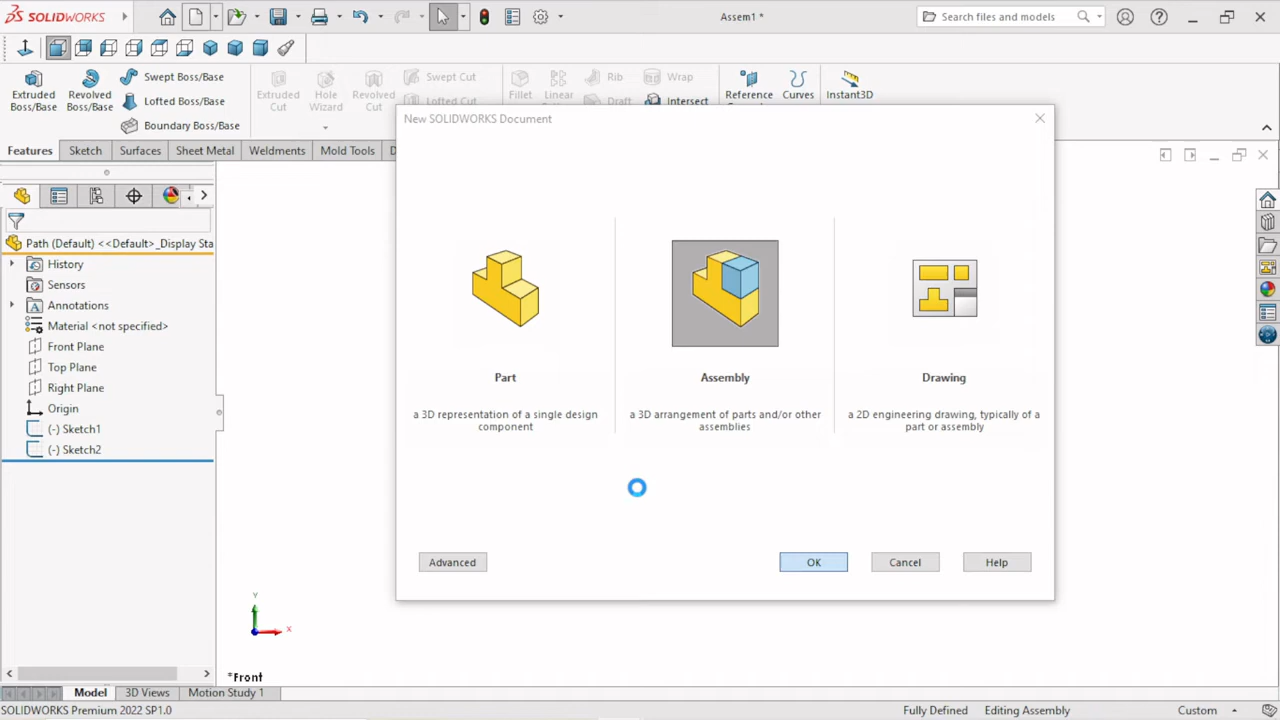 SOLIDWORKS
Assem1 *
Search files and models
Extruded Boss/Base
Revolved Boss/Base
Swept Boss/Base
Lofted Boss/Base
Boundary Boss/Base
Extruded Cut
Hole Wizard
Revolved Cut
Swept Cut
Lofted Cut
Fillet
Linear
Rib
Draft
Wrap
Intersect
Reference
Curves
Instant3D
Features
Sketch
Surfaces
Sheet Metal
Weldments
Mold Tools
New SOLIDWORKS Document
Path (Default) <<Default>_Display Sta
History
Sensors
Annotations
Material <not specified>
Front Plane
Top Plane
Right Plane
Origin
(-) Sketch1
(-) Sketch2
Part
a 3D representation of a single design
component
Assembly
a 3D arrangement of parts and/or other
assemblies
Drawing
a 2D engineering drawing, typically of a
part or assembly
Advanced
OK
Cancel
Help
Y
X
*Front
Model
3D Views
Motion Study 1
SOLIDWORKS Premium 2022 SP1.0
Fully Defined
Editing Assembly
Custom